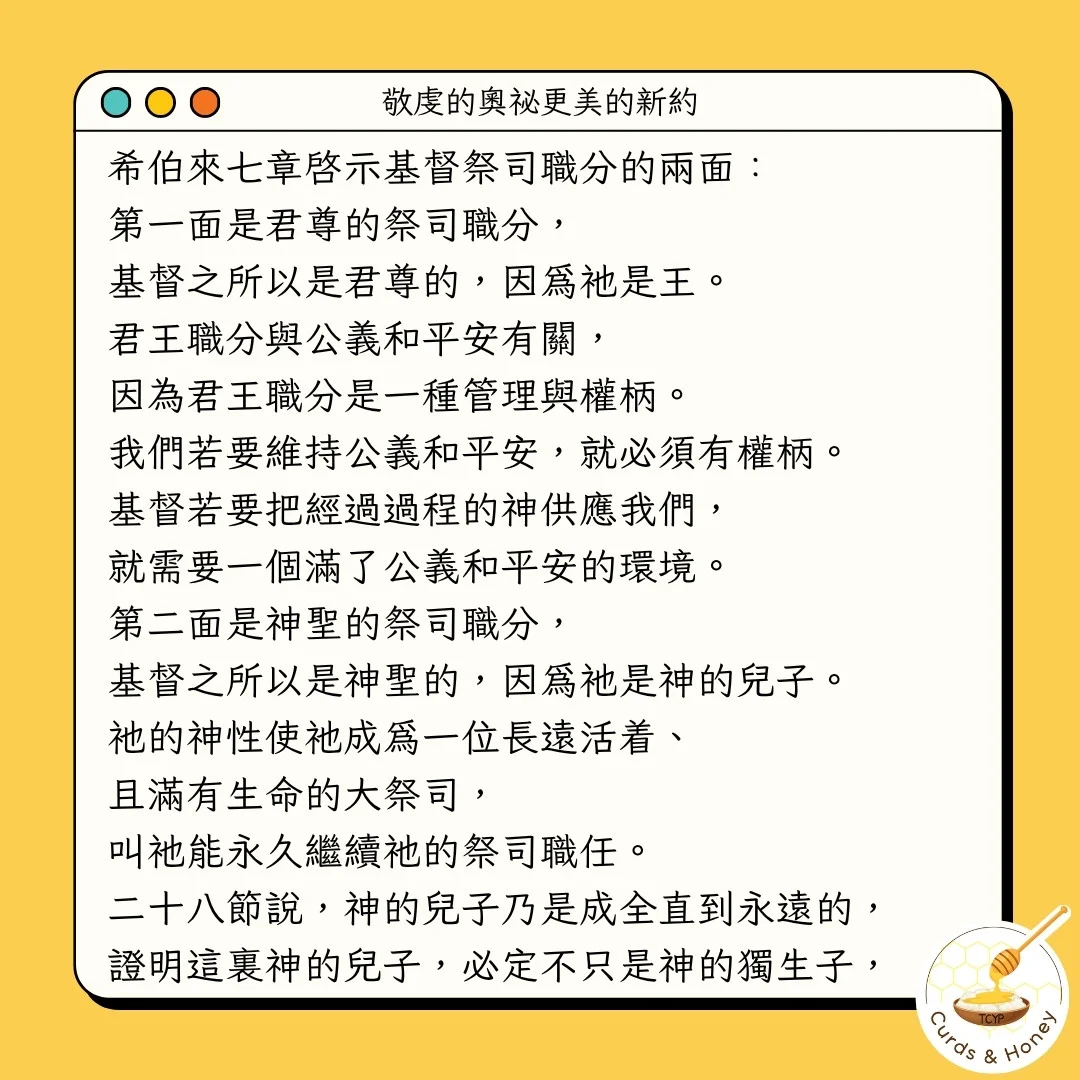 敬虔的奧祕更美的新約
希伯來七章啓示基督祭司職分的兩面：
第一面是君尊的祭司職分，
基督之所以是君尊的，因爲祂是王。
君王職分與公義和平安有關，
因為君王職分是一種管理與權柄。
我們若要維持公義和平安，就必須有權柄。
基督若要把經過過程的神供應我們，
就需要一個滿了公義和平安的環境。
第二面是神聖的祭司職分，
基督之所以是神聖的，因爲祂是神的兒子。
祂的神性使祂成爲一位長遠活着、
且滿有生命的大祭司，
叫祂能永久繼續祂的祭司職任。
二十八節說，神的兒子乃是成全直到永遠的，
證明這裏神的兒子，必定不只是神的獨生子，
TCYP
Curds & Honey